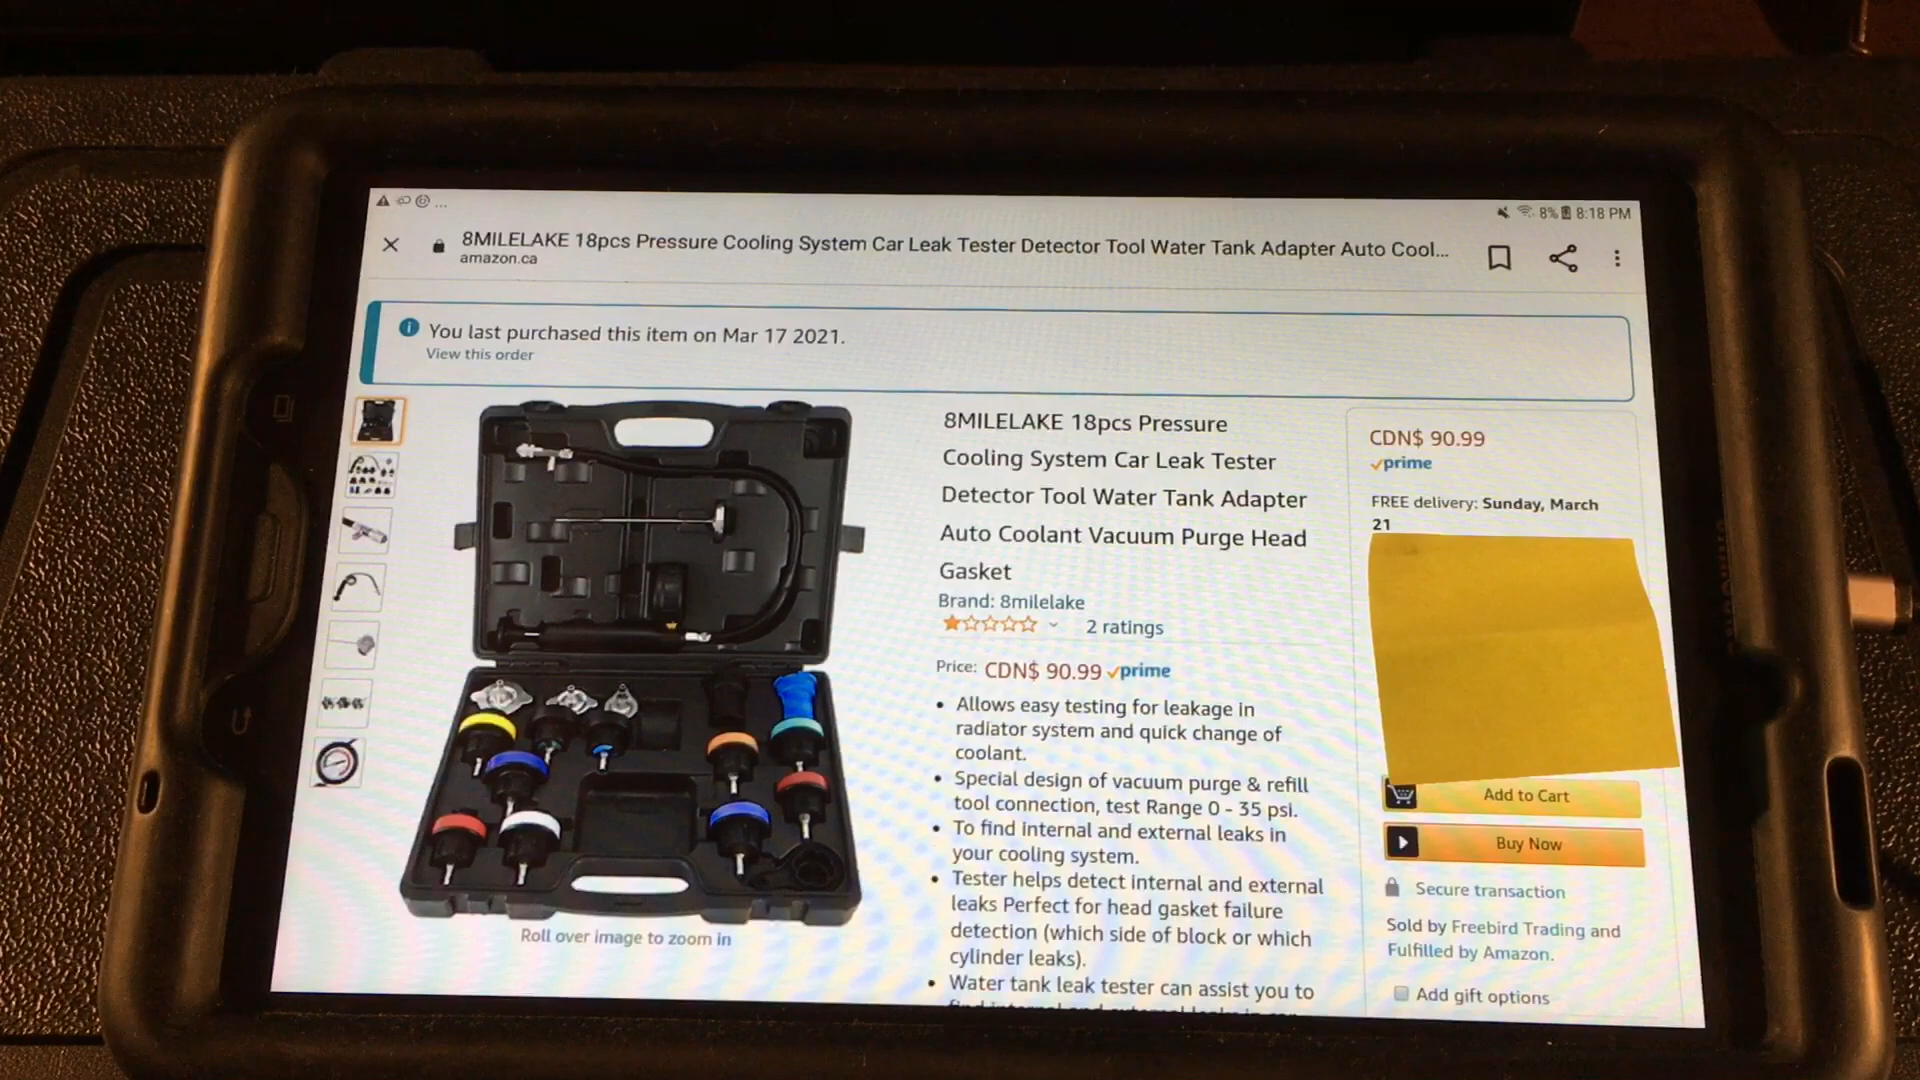 8% 8:18 PM
8MILELAKE 18pcs Pressure Cooling System Car Leak Tester Detector Tool Water Tank Adapter Auto Cool...
amazon.ca
You last purchased this item on Mar 17 2021.
View this order
8MILELAKE 18pcs Pressure
Cooling System Car Leak Tester
Detector Tool Water Tank Adapter
Auto Coolant Vacuum Purge Head
Gasket
Brand: 8milelake
2 ratings
Price: CDN$ 90.99 prime
• Allows easy testing for leakage in
radiator system and quick change of
coolant.
• Special design of vacuum purge & refill
tool connection, test Range 0 - 35 psi.
• To find internal and external leaks in
your cooling system.
• Tester helps detect internal and external
leaks Perfect for head gasket failure
detection (which side of block or which
cylinder leaks).
• Water tank leak tester can assist you to
find internal and external leaks in
Roll over image to zoom in
CDN$ 90.99
prime
FREE delivery: Sunday, March
21
Add to Cart
Buy Now
Secure transaction
Sold by Freebird Trading and
Fulfilled by Amazon.
Add gift options